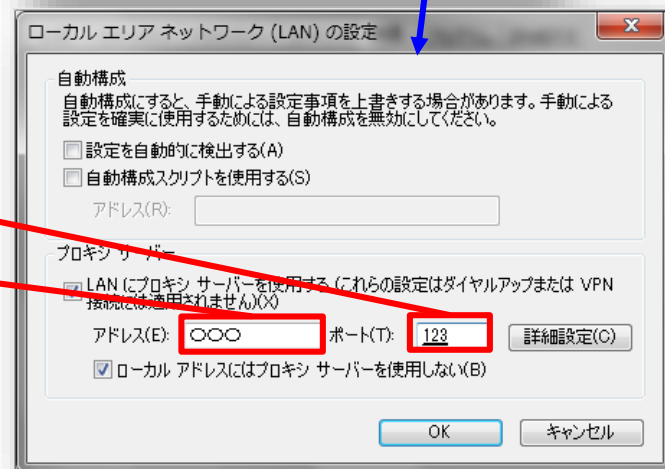 ローカル エリア ネットワーク (LAN) の設定
自動構成
自動構成にすると、手動による設定事項を上書きする場合があります。手動による
設定を確実に使用するためには、自動構成を無効にしてください。
設定を自動的に検出する(A)
自動構成スクリプトを使用する(S)
アドレス(R):
プロキシ サーバー
LAN にプロキシ サーバーを使用する (これらの設定はダイヤルアップまたは VPN
接続には適用されません)(X)
アドレス(E): 〇〇〇 ポート(T): 123 詳細設定(C)
ローカル アドレスにはプロキシ サーバーを使用しない(B)
OK キャンセル